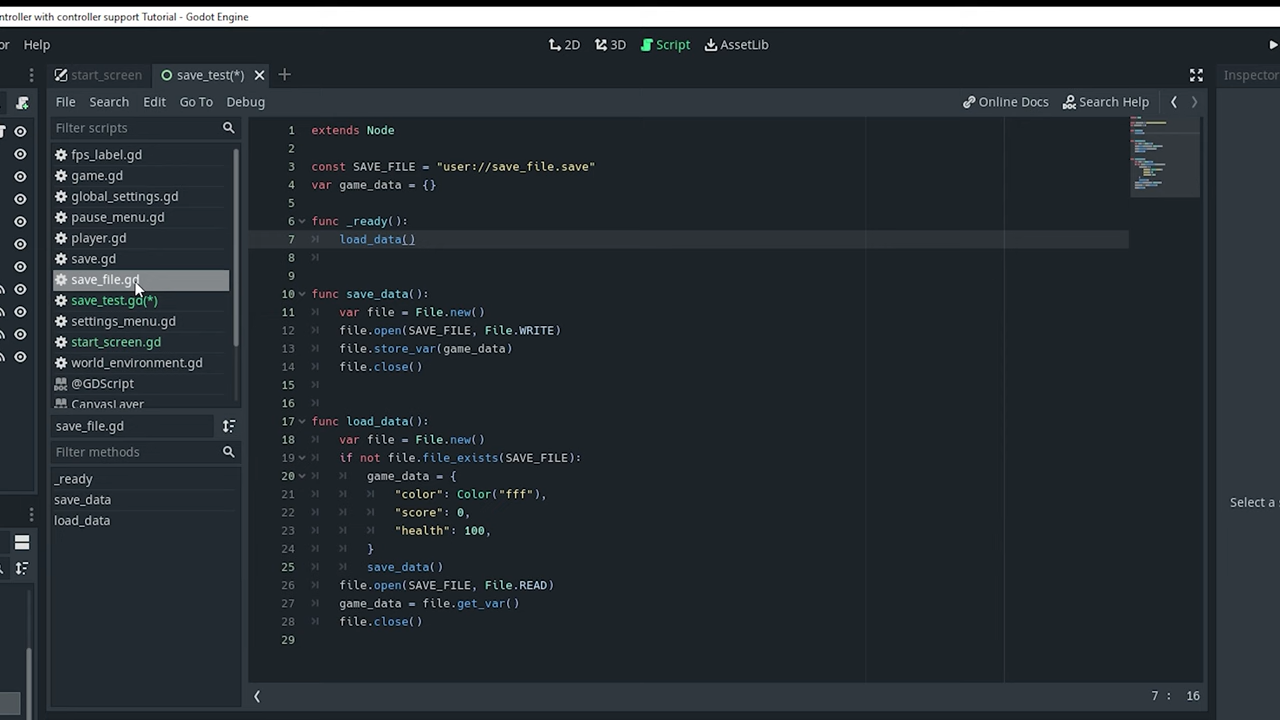 ntroller with controller support Tutorial - Godot Engine
or Help
2D 3D Script AssetLib
start_screen save_test(*)
Inspector
File Search Edit Go To Debug
Online Docs Search Help
Filter scripts
fps_label.gd
game.gd
global_settings.gd
pause_menu.gd
player.gd
save.gd
save_file.gd
save_test.gd(*)
settings_menu.gd
start_screen.gd
world_environment.gd
@GDScript
CanvasLayer
save_file.gd
Filter methods
_ready
save_data
load_data
1 extends Node
2
3 const SAVE_FILE = "user://save_file.save"
4 var game_data = {}
5
6 func _ready():
7 load_data()
8
9
10 func save_data():
11 var file = File.new()
12 file.open(SAVE_FILE, File.WRITE)
13 file.store_var(game_data)
14 file.close()
15
16
17 func load_data():
18 var file = File.new()
19 if not file.file_exists(SAVE_FILE):
20 game_data = {
21 "color": Color("fff"),
22 "score": 0,
23 "health": 100,
24 }
25 save_data()
26 file.open(SAVE_FILE, File.READ)
27 game_data = file.get_var()
28 file.close()
29
Select a
7 : 16